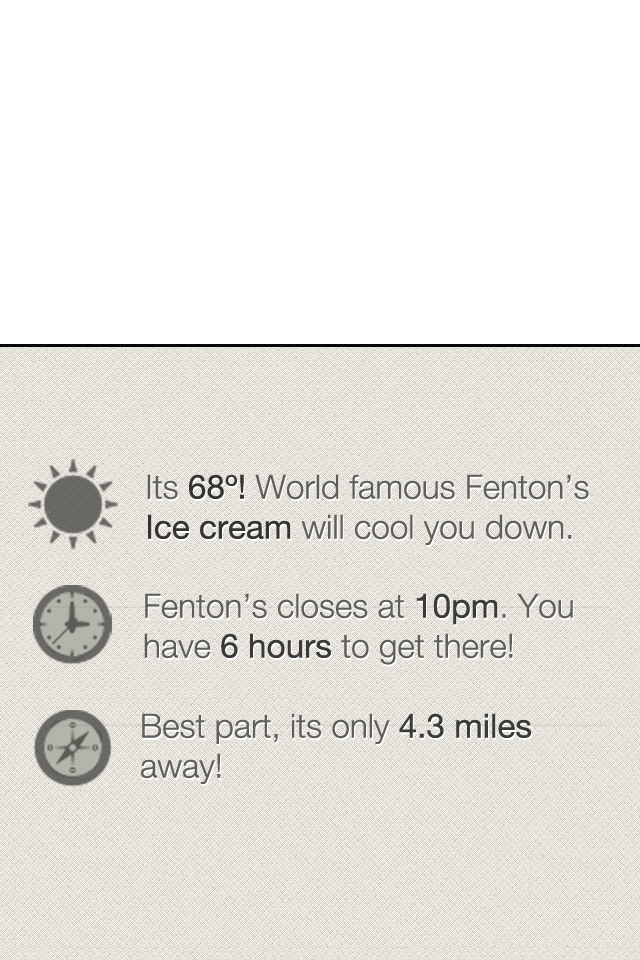 Its 68º! World famous Fenton’s
Ice cream will cool you down.
Fenton’s closes at 10pm. You
have 6 hours to get there!
Best part, its only 4.3 miles
away!